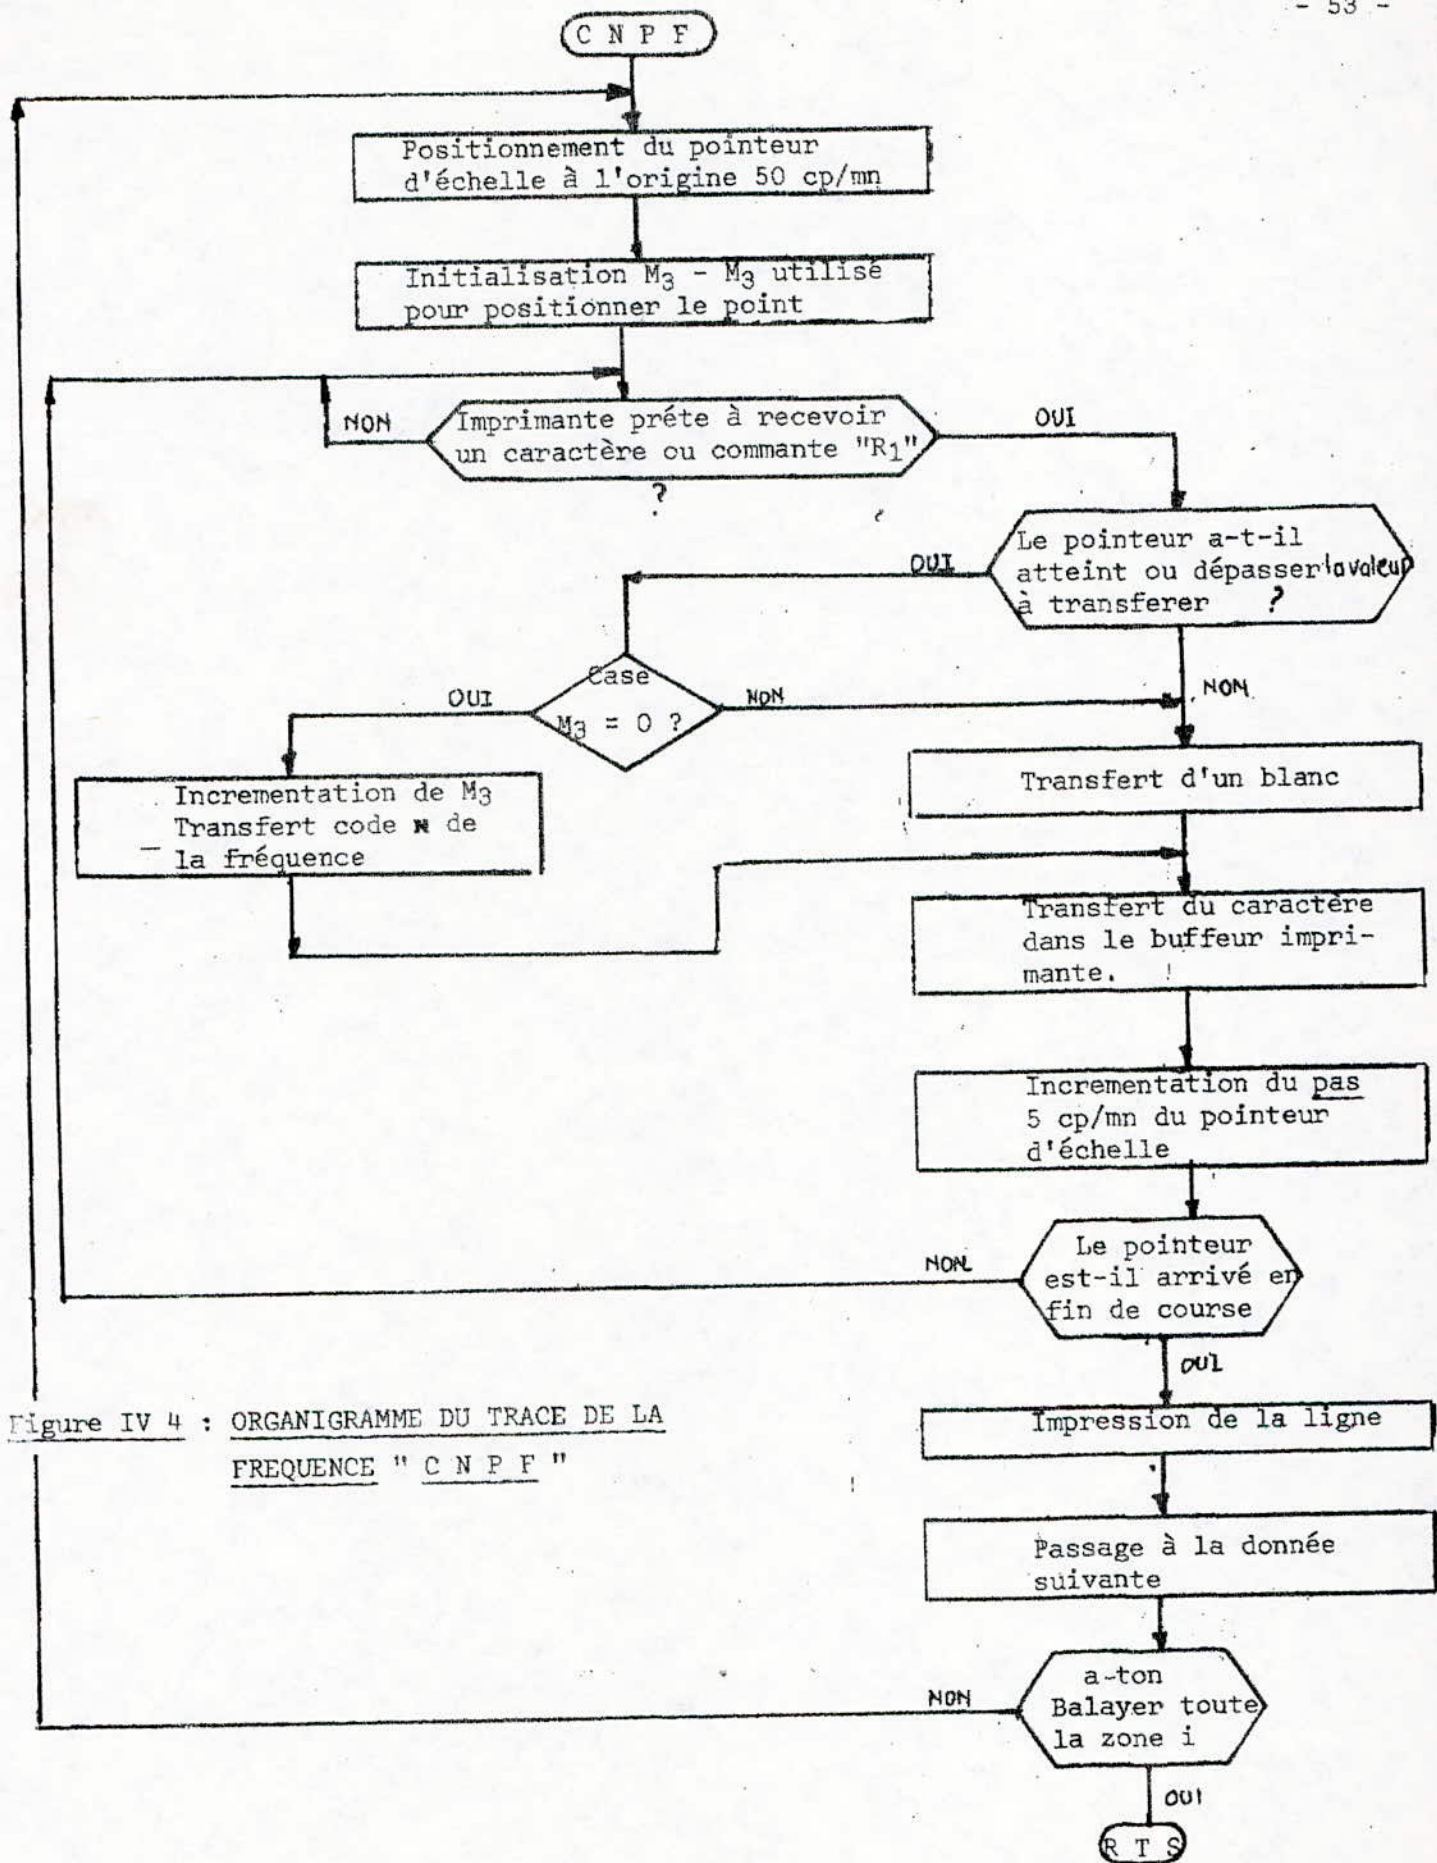 - 53 -
C N P F
Positionnement du pointeur
d'échelle à l'origine 50 cp/mn
Initialisation M3 - M3 utilisé
pour positionner le point
NON
Imprimante prête à recevoir
un caractère ou commante "R1"
?
OUI
Le pointeur a-t-il
atteint ou dépasser la valeur
à transferer ?
OUI
NON
Case
M3 = 0 ?
OUI
NON
Incrementation de M3
Transfert code de
la fréquence
Transfert d'un blanc
Transfert du caractère
dans le buffeur impri-
mante.
Incrementation du pas
5 cp/mn du pointeur
d'échelle
Le pointeur
est-il arrivé en
fin de course
NON
OUI
Figure IV 4 : ORGANIGRAMME DU TRACE DE LA
FREQUENCE " C N P F "
Impression de la ligne
Passage à la donnée
suivante
a-ton
Balayer toute
la zone i
NON
OUI
R T S